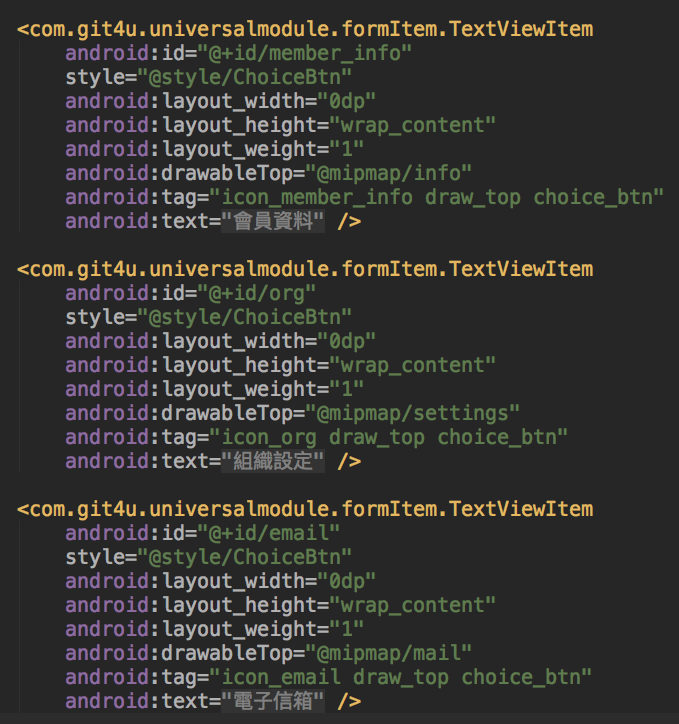 <com.git4u.universalmodule.formItem.TextViewItem
android:id="@+id/member_info"
style="@style/ChoiceBtn"
android:layout_width="0dp"
android:layout_height="wrap_content"
android:layout_weight="1"
android:drawableTop="@mipmap/info"
android:tag="icon_member_info draw_top choice_btn"
android:text="會員資料" />
<com.git4u.universalmodule.formItem.TextViewItem
android:id="@+id/org"
style="@style/ChoiceBtn"
android:layout_width="0dp"
android:layout_height="wrap_content"
android:layout_weight="1"
android:drawableTop="@mipmap/settings"
android:tag="icon_org draw_top choice_btn"
android:text="組織設定" />
<com.git4u.universalmodule.formItem.TextViewItem
android:id="@+id/email"
style="@style/ChoiceBtn"
android:layout_width="0dp"
android:layout_height="wrap_content"
android:layout_weight="1"
android:drawableTop="@mipmap/mail"
android:tag="icon_email draw_top choice_btn"
android:text="電子信箱" />